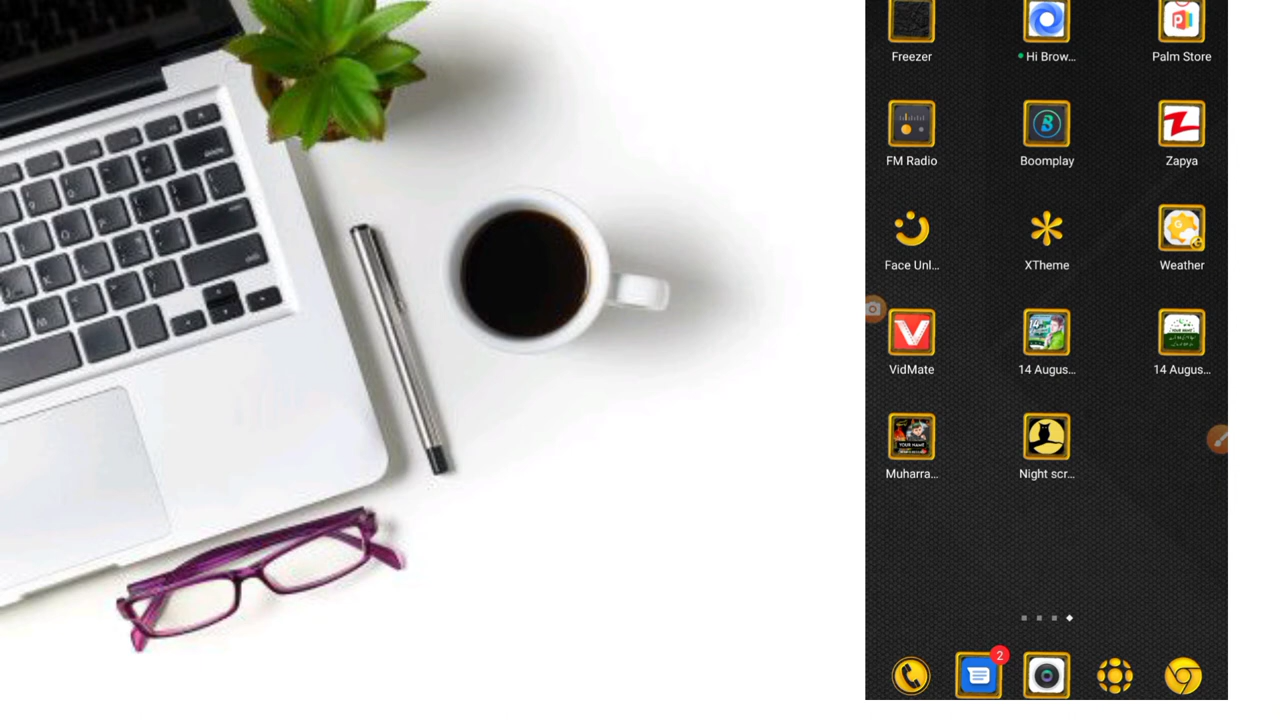 Freezer
Hi Brow...
Palm Store
FM Radio
Boomplay
Zapya
Face Unl...
XTheme
Weather
VidMate
14 Augus...
14 Augus...
Muharra...
Night scr...
2